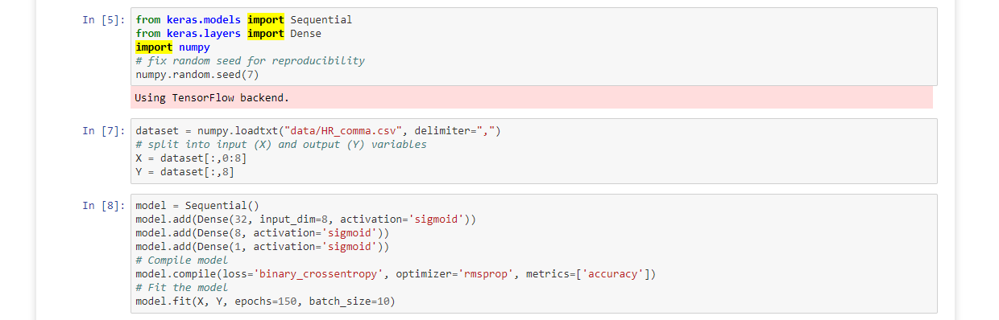 In [5]: from keras.models import Sequential
from keras.layers import Dense
import numpy
# fix random seed for reproducibility
numpy.random.seed(7)
Using TensorFlow backend.
In [7]: dataset = numpy.loadtxt("data/HR_comma.csv", delimiter=",")
# split into input (X) and output (Y) variables
X = dataset[:,0:8]
Y = dataset[:,8]
In [8]: model = Sequential()
model.add(Dense(32, input_dim=8, activation='sigmoid'))
model.add(Dense(8, activation='sigmoid'))
model.add(Dense(1, activation='sigmoid'))
# Compile model
model.compile(loss='binary_crossentropy', optimizer='rmsprop', metrics=['accuracy'])
# Fit the model
model.fit(X, Y, epochs=150, batch_size=10)